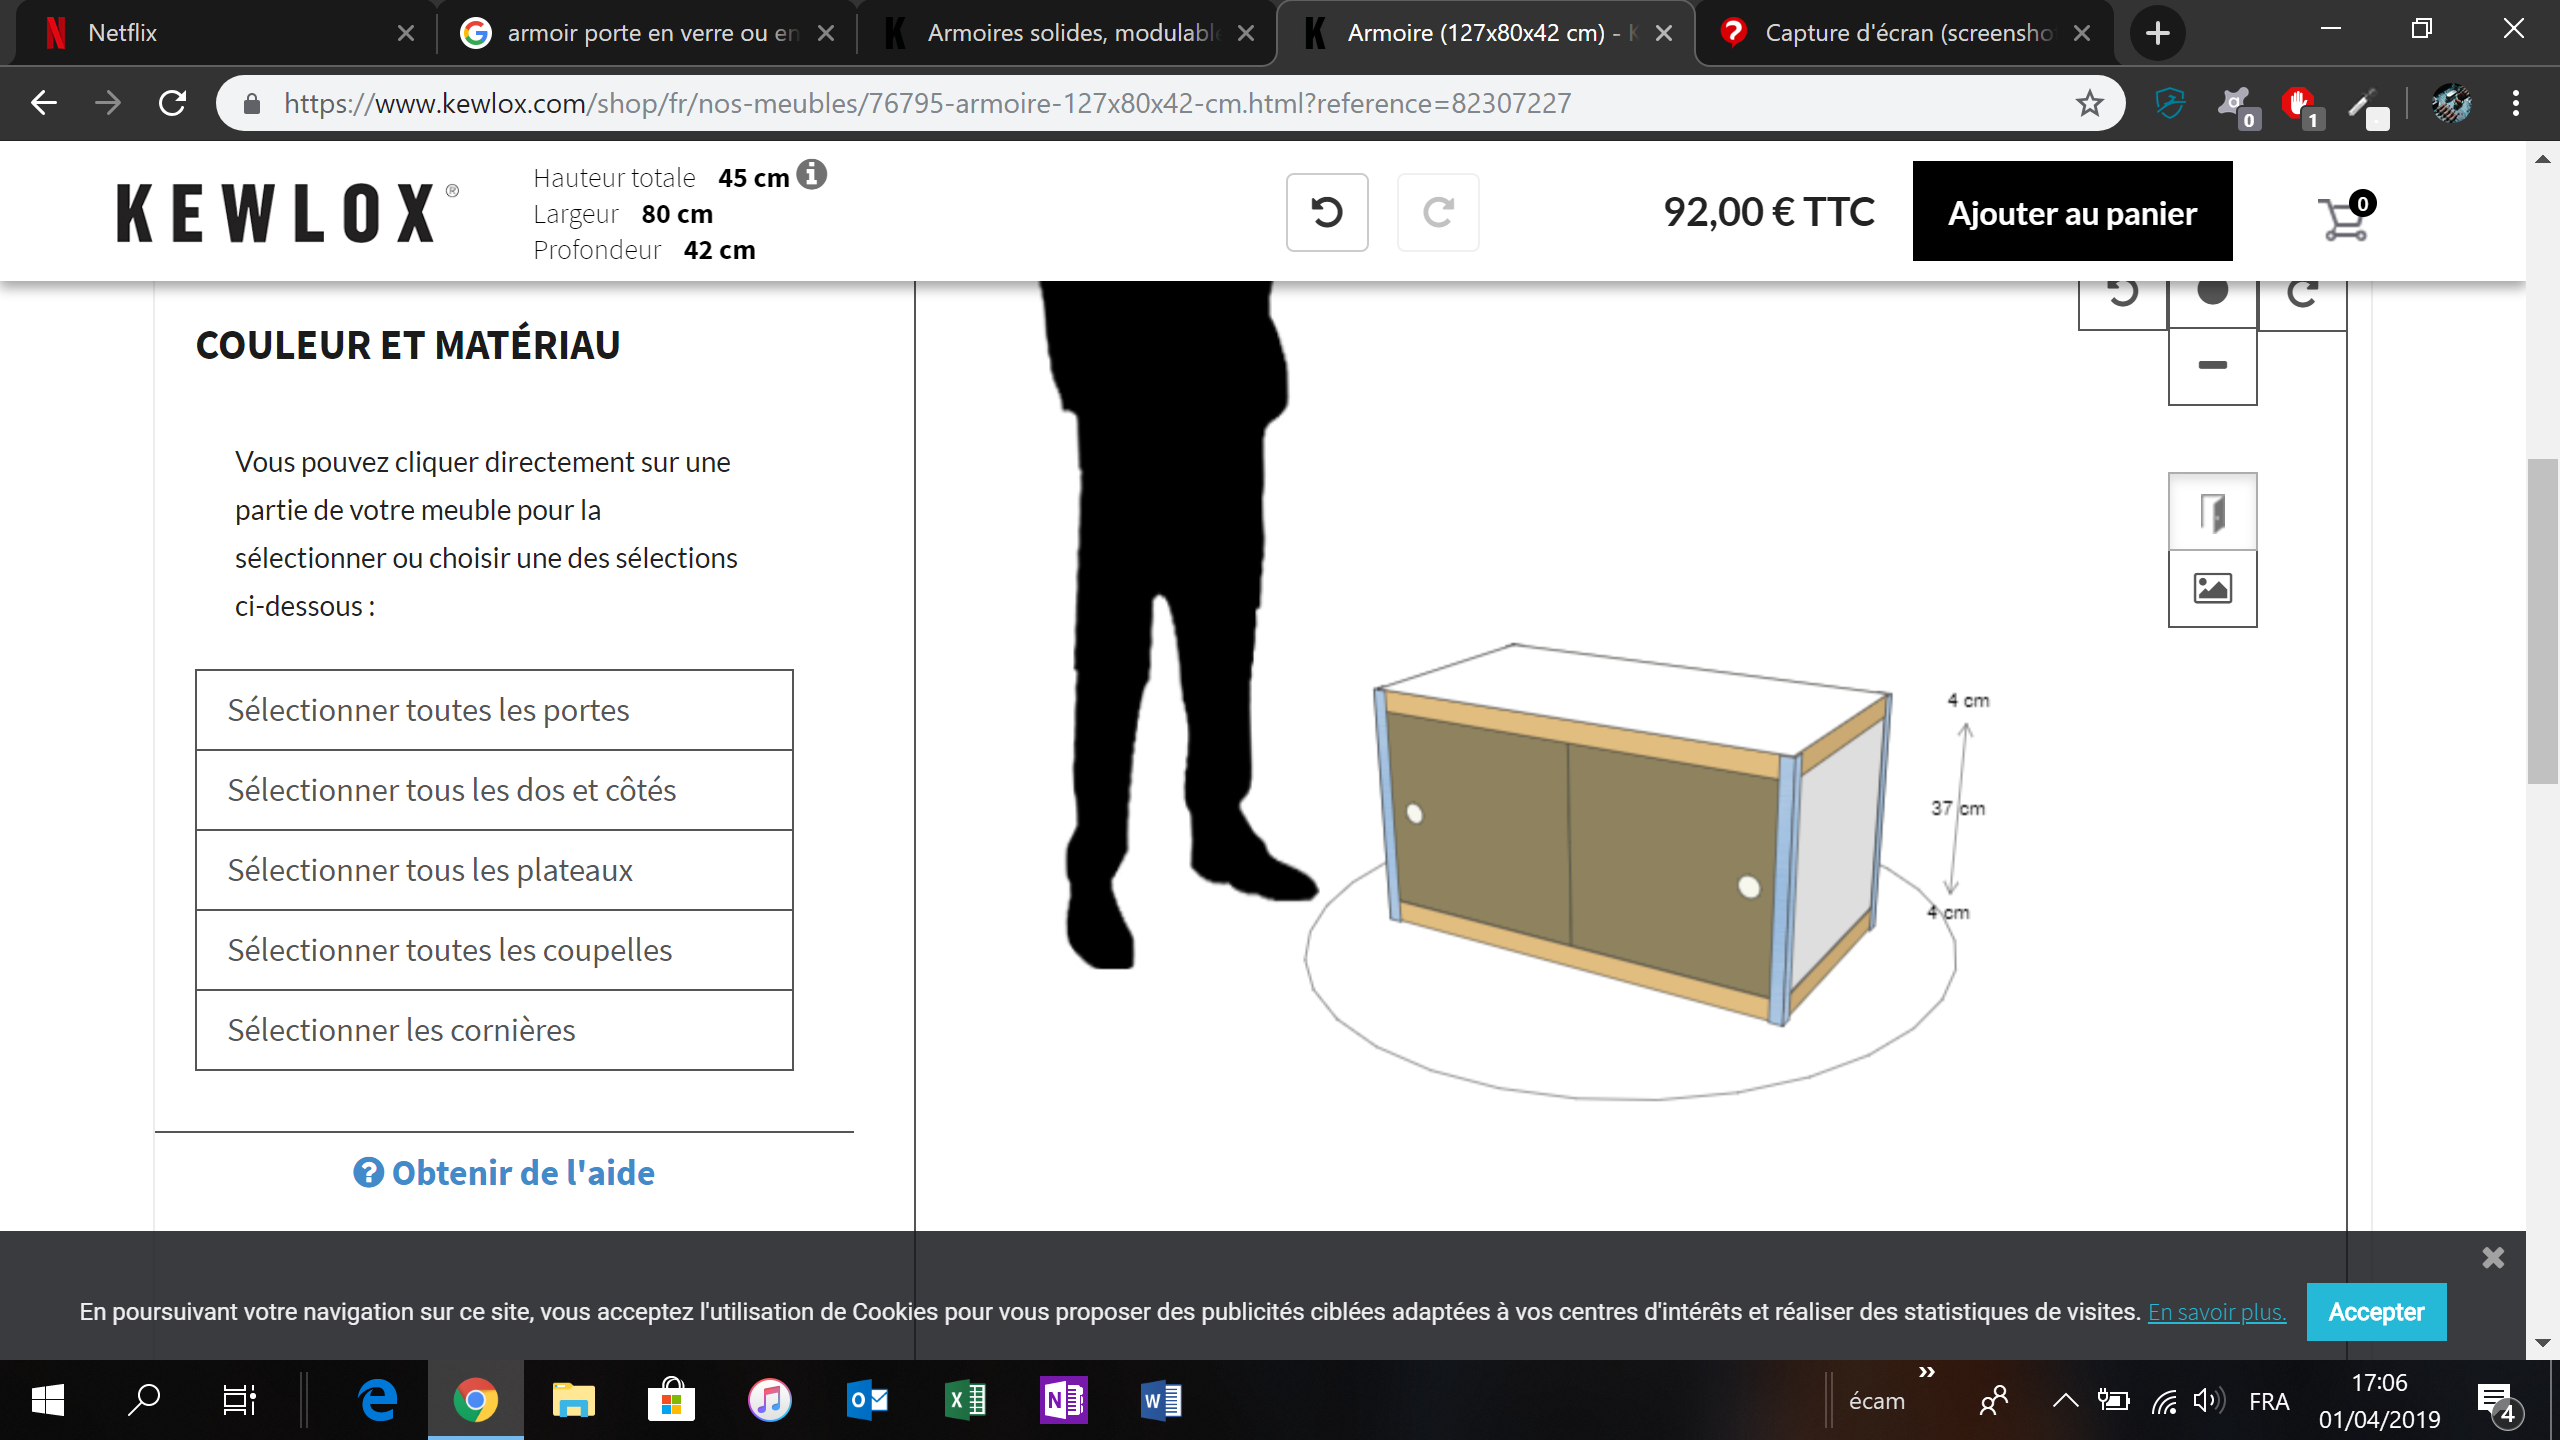 Netflix
armoir porte en verre ou en
Armoires solides, modulable
Armoire (127x80x42 cm) - K
Capture d'écran (screenshot
https://www.kewlox.com/shop/fr/nos-meubles/76795-armoire-127x80x42-cm.html?reference=82307227
0
1
KEWLOX®
Hauteur totale 45 cm
Largeur 80 cm
Profondeur 42 cm
92,00 € TTC
Ajouter au panier
0
COULEUR ET MATÉRIAU
Vous pouvez cliquer directement sur une
partie de votre meuble pour la
sélectionner ou choisir une des sélections
ci-dessous :
Sélectionner toutes les portes
Sélectionner tous les dos et côtés
Sélectionner tous les plateaux
Sélectionner toutes les coupelles
Sélectionner les cornières
Obtenir de l'aide
4 cm
37 cm
4 cm
En poursuivant votre navigation sur ce site, vous acceptez l'utilisation de Cookies pour vous proposer des publicités ciblées adaptées à vos centres d'intérêts et réaliser des statistiques de visites. En savoir plus.
Accepter
écam
FRA
17:06
01/04/2019
4